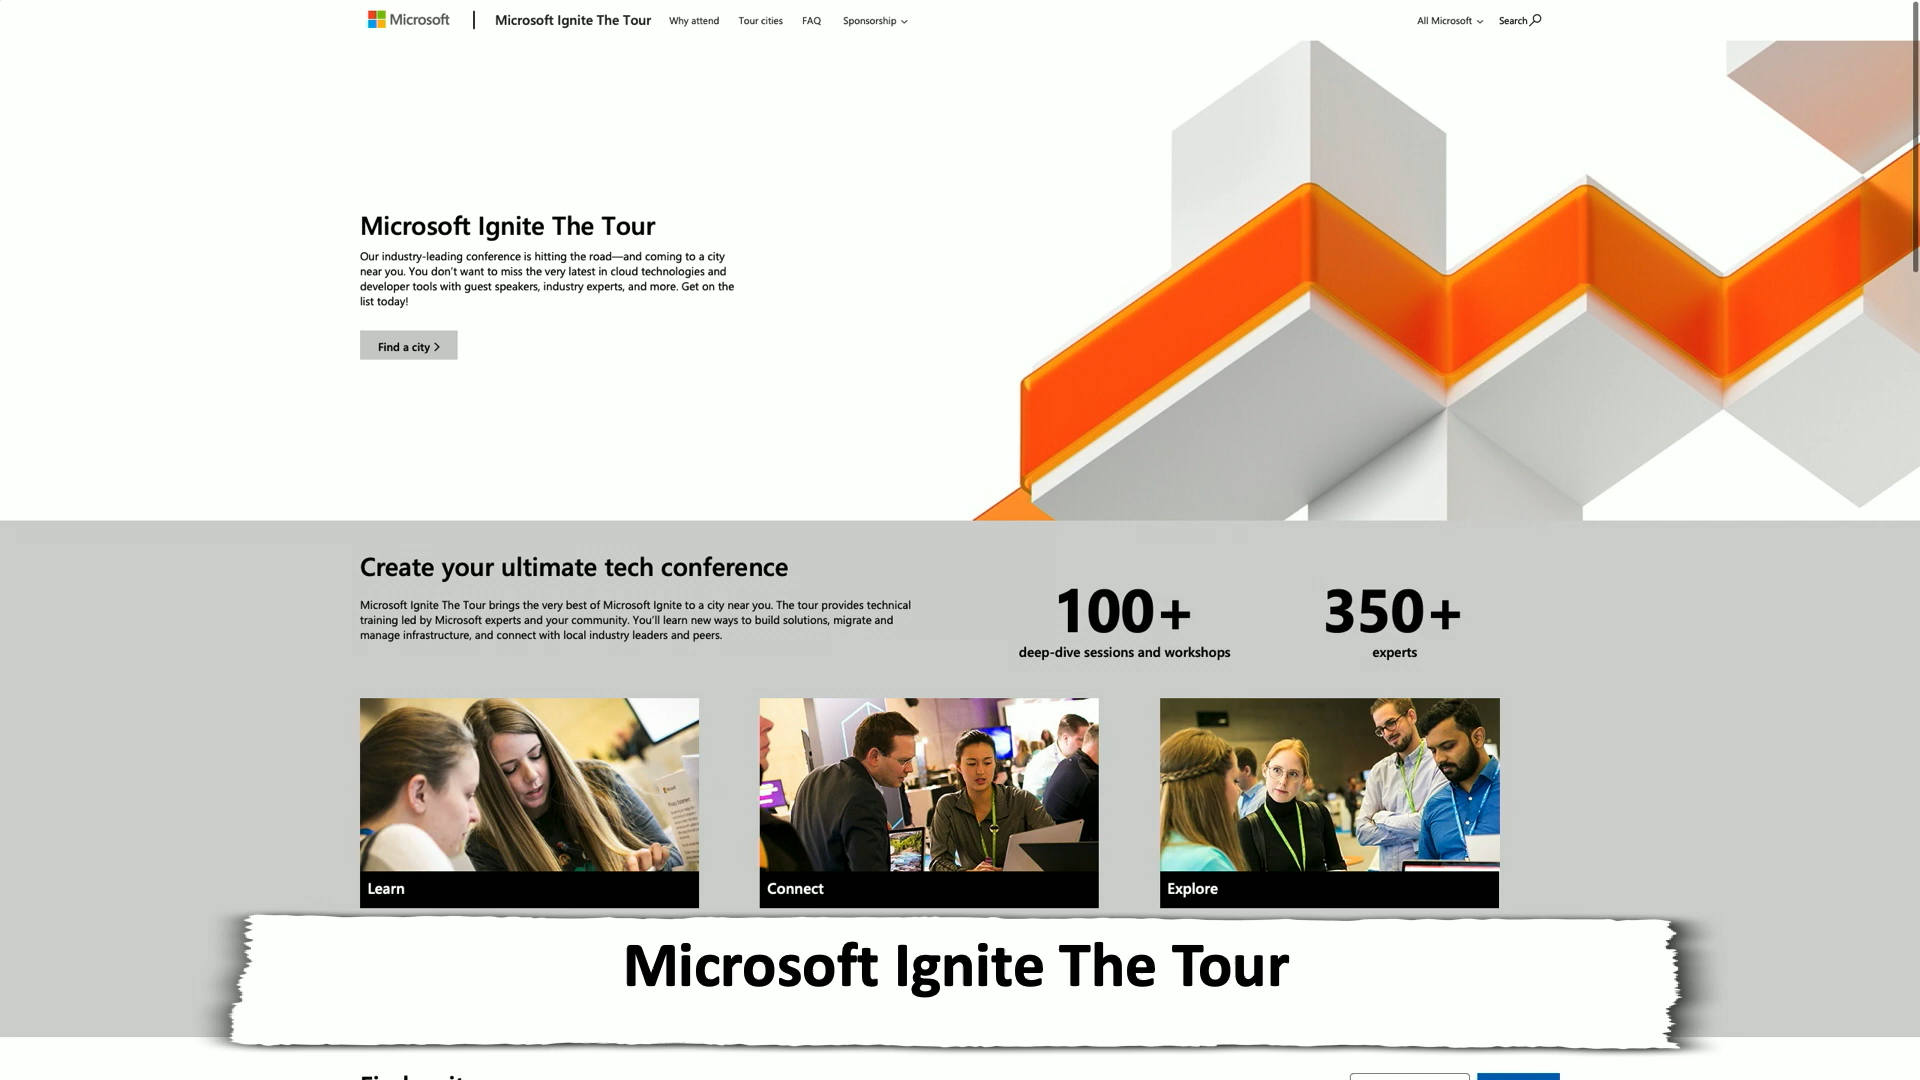 Microsoft
Microsoft Ignite The Tour
Why attend
Tour cities
FAQ
Sponsorship
All Microsoft
Search
Microsoft Ignite The Tour
Our industry-leading conference is hitting the road—and coming to a city
near you. You don't want to miss the very latest in cloud technologies and
developer tools with guest speakers, industry experts, and more. Get on the
list today!
Find a city
Create your ultimate tech conference
Microsoft Ignite The Tour brings the very best of Microsoft Ignite to a city near you. The tour provides technical
training led by Microsoft experts and your community. You'll learn new ways to build solutions, migrate and
manage infrastructure, and connect with local industry leaders and peers.
100+
deep-dive sessions and workshops
350+
experts
Learn
Connect
Explore
Microsoft Ignite The Tour